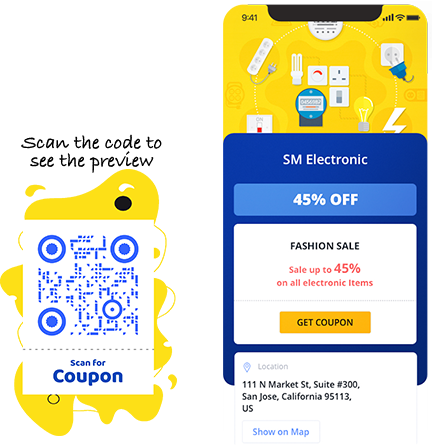 Scan the code to
see the preview
Scan for
Coupon
9:41
ON
SM Electronic
45% OFF
FASHION SALE
Sale up to 45%
on all electronic Items
GET COUPON
Location
111 N Market St, Suite #300,
San Jose, California 95113,
US
Show on Map